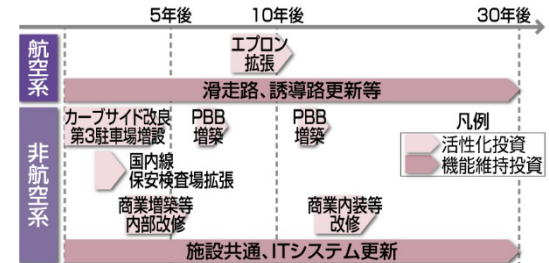 5年後
10年後
30年後
航空系
エプロン
拡張
滑走路、誘導路更新等
非航空系
カーブサイド改良
第3駐車場増設
PBB
増築
PBB
増築
国内線
保安検査場拡張
商業増築等
内部改修
商業内装等
改修
施設共通、ITシステム更新
凡例
活性化投資
機能維持投資